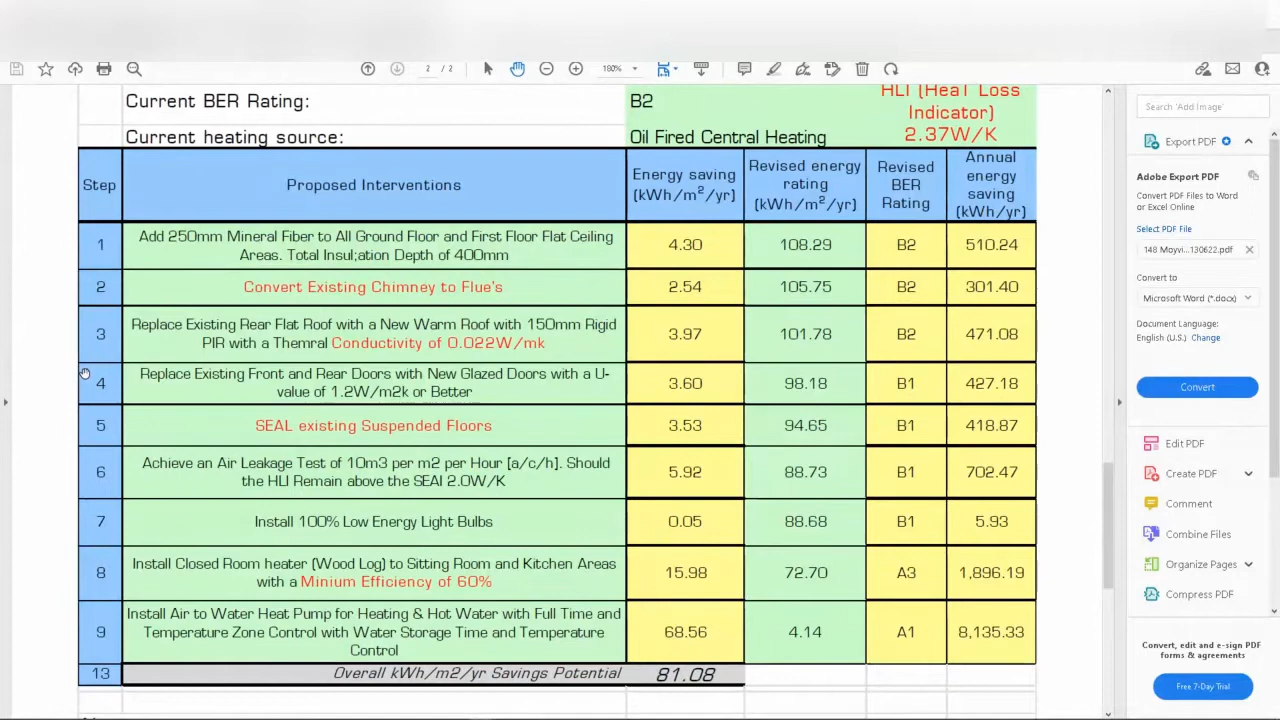 2 / 2
180%
Current BER Rating:
B2
HLI (HeaT Loss
Indicator)
2.37W/K
Current heating source:
Oil Fired Central Heating
Step
Proposed Interventions
Energy saving
(kWh/m²/yr)
Revised energy
rating
(kWh/m²/yr)
Revised
BER
Rating
Annual
energy
saving
(kWh/yr)
1
Add 250mm Mineral Fiber to All Ground Floor and First Floor Flat Ceiling
Areas. Total Insul;ation Depth of 400mm
4.30
108.29
B2
510.24
2
Convert Existing Chimney to Flue's
2.54
105.75
B2
301.40
3
Replace Existing Rear Flat Roof with a New Warm Roof with 150mm Rigid
PIR with a Themral Conductivity of 0.022W/mk
3.97
101.78
B2
471.08
4
Replace Existing Front and Rear Doors with New Glazed Doors with a U-
value of 1.2W/m2k or Better
3.60
98.18
B1
427.18
5
SEAL existing Suspended Floors
3.53
94.65
B1
418.87
6
Achieve an Air Leakage Test of 10m3 per m2 per Hour [a/c/h]. Should
the HLI Remain above the SEAI 2.0W/K
5.92
88.73
B1
702.47
7
Install 100% Low Energy Light Bulbs
0.05
88.68
B1
5.93
8
Install Closed Room heater (Wood Log) to Sitting Room and Kitchen Areas
with a Minium Efficiency of 60%
15.98
72.70
A3
1,896.19
9
Install Air to Water Heat Pump for Heating & Hot Water with Full Time and
Temperature Zone Control with Water Storage Time and Temperature
Control
68.56
4.14
A1
8,135.33
13
Overall kWh/m2/yr Savings Potential
81.08
Search 'Add Image'
Export PDF
Adobe Export PDF
Convert PDF Files to Word
or Excel Online
Select PDF File
148 Moyvi...130622.pdf
Convert to
Microsoft Word (*.docx)
Document Language:
English (U.S.) Change
Convert
Edit PDF
Create PDF
Comment
Combine Files
Organize Pages
Compress PDF
Convert, edit and e-sign PDF
forms & agreements
Free 7-Day Trial